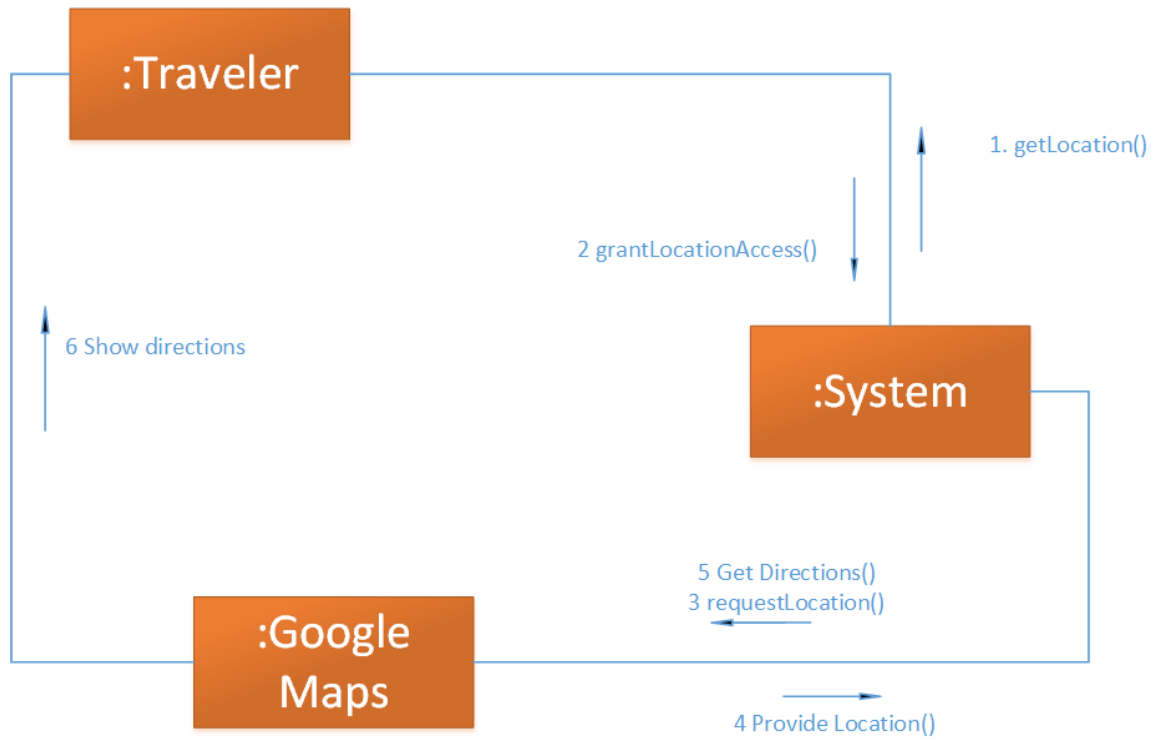 :Traveler
1. getLocation()
2 grantLocationAccess()
6 Show directions
:System
5 Get Directions()
3 requestLocation()
:Google
Maps
4 Provide Location()